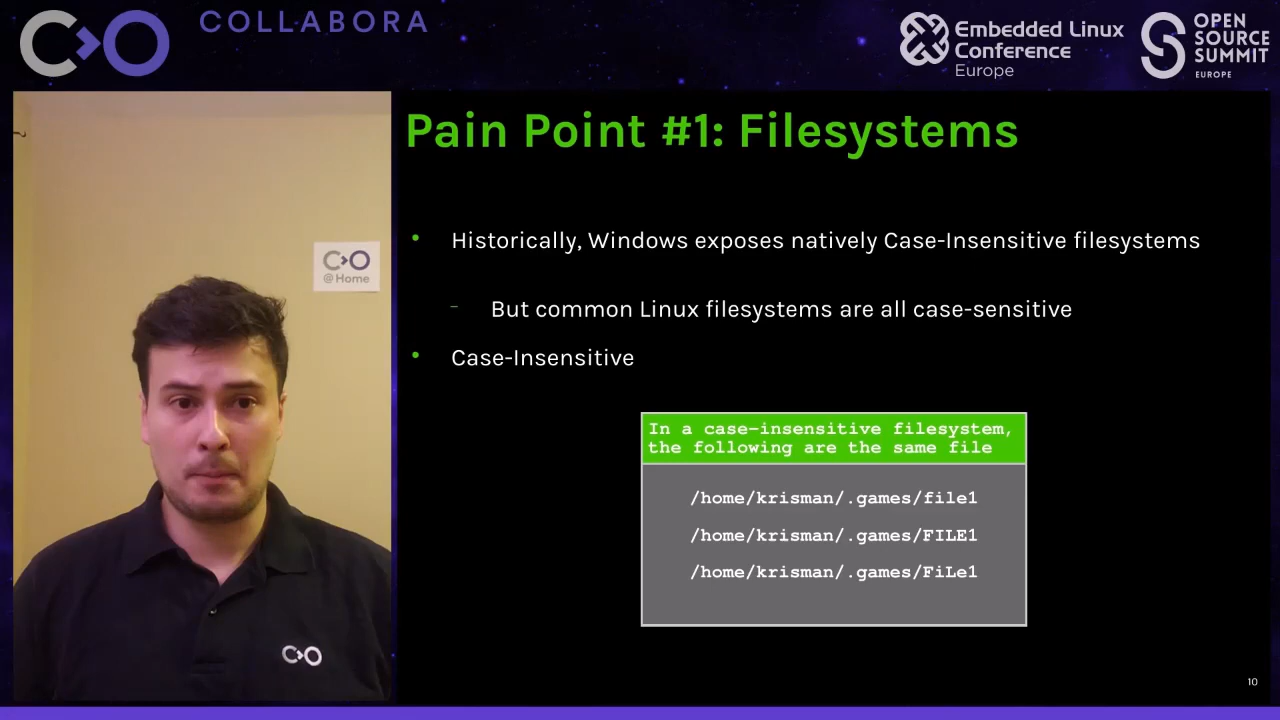 COLLABORA
Embedded Linux
Conference
Europe
OPEN
SOURCE
SUMMIT
EUROPE
@Home
Pain Point #1: Filesystems
• Historically, Windows exposes natively Case-Insensitive filesystems
– But common Linux filesystems are all case-sensitive
• Case-Insensitive
In a case-insensitive filesystem,
the following are the same file
/home/krisman/.games/file1
/home/krisman/.games/FILE1
/home/krisman/.games/FiLe1
10